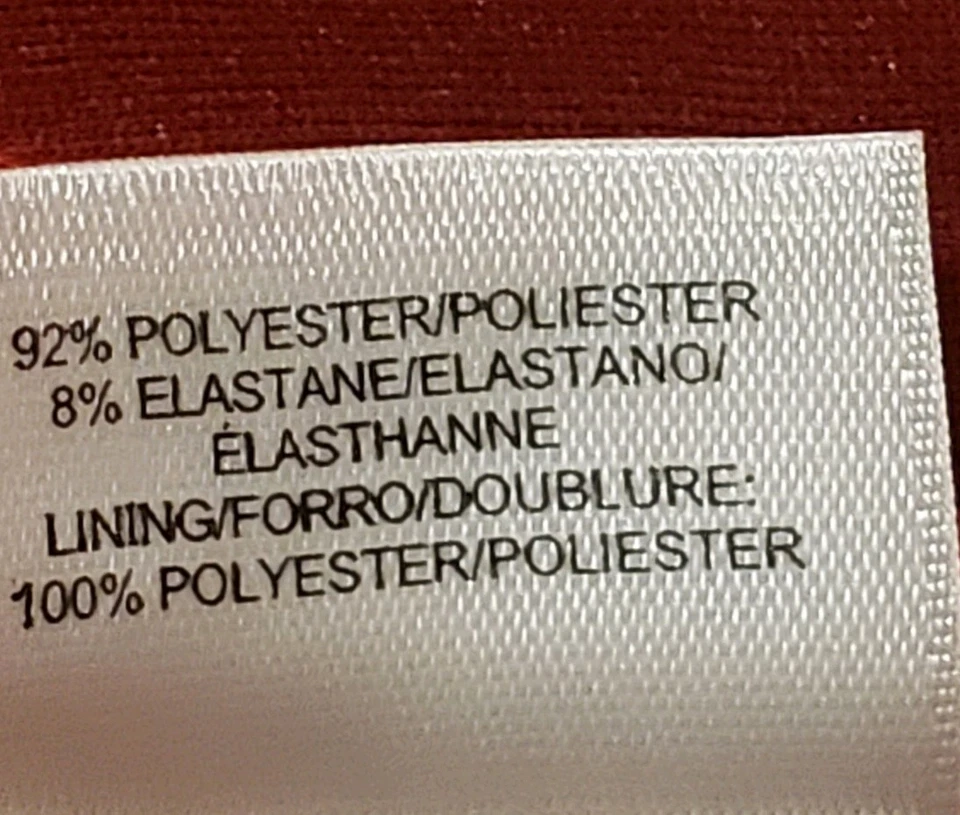 92% POLYESTER/POLIESTER
8% ELASTANE/ELASTANO/
ÉLASTHANNE
LINING/FORRO/DOUBLURE:
100% POLYESTER/POLIESTER